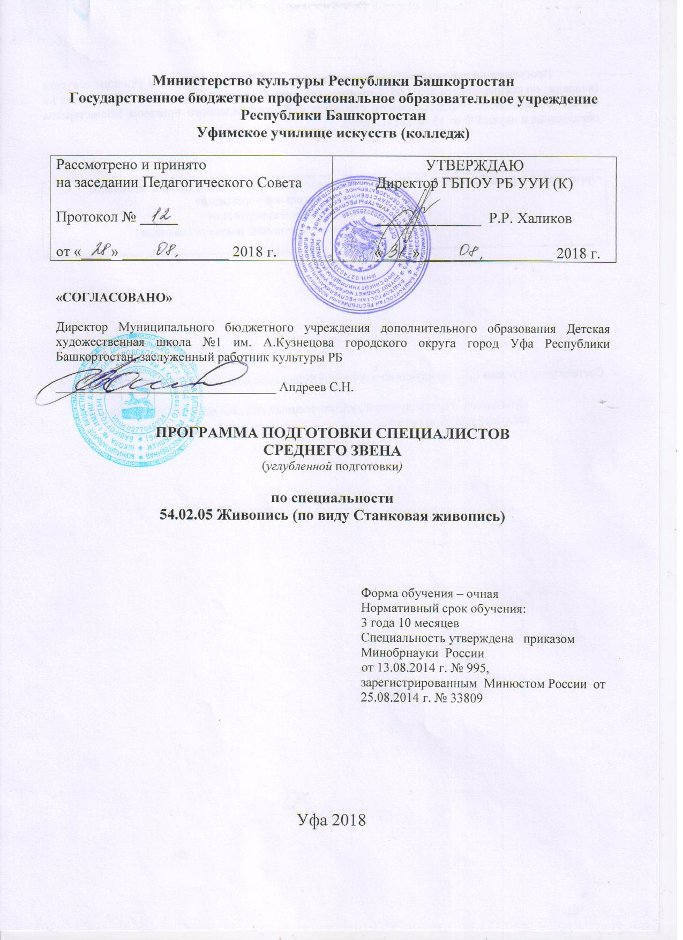 Министерство культуры Республики Башкортостан
Государственное бюджетное профессиональное образовательное учреждение
Республики Башкортостан
Уфимское училище искусств (колледж)
Рассмотрено и принято
на заседании Педагогического Совета
Протокол № 12
от « 28 » 08. 2018 г.
УТВЕРЖДАЮ
Директор ГБПОУ РБ УУИ (К)
Р.Р. Халиков
« 31 » 08. 2018 г.
«СОГЛАСОВАНО»
Директор Муниципального бюджетного учреждения дополнительного образования Детская
художественная школа №1 им. А.Кузнецова городского округа город Уфа Республики
Башкортостан, заслуженный работник культуры РБ
Андреев С.Н.
ПРОГРАММА ПОДГОТОВКИ СПЕЦИАЛИСТОВ
СРЕДНЕГО ЗВЕНА
(углубленной подготовки)
по специальности
54.02.05 Живопись (по виду Станковая живопись)
Форма обучения – очная
Нормативный срок обучения:
3 года 10 месяцев
Специальность утверждена приказом
Минобрнауки России
от 13.08.2014 г. № 995,
зарегистрированным Минюстом России от
25.08.2014 г. № 33809
Уфа 2018